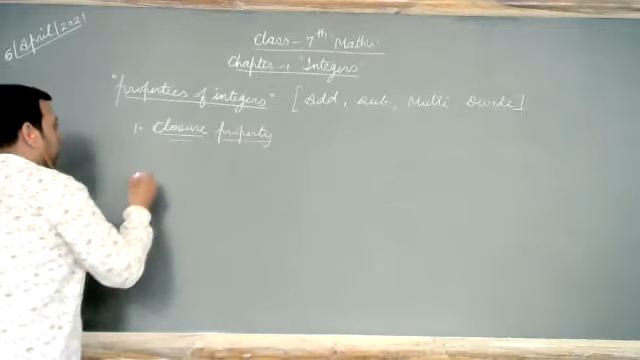 6/April/2021
Class - 7th Maths
Chapter - 1 "Integers
"properties of integers" [Add, Sub, Multi Divide]
1. Closure property